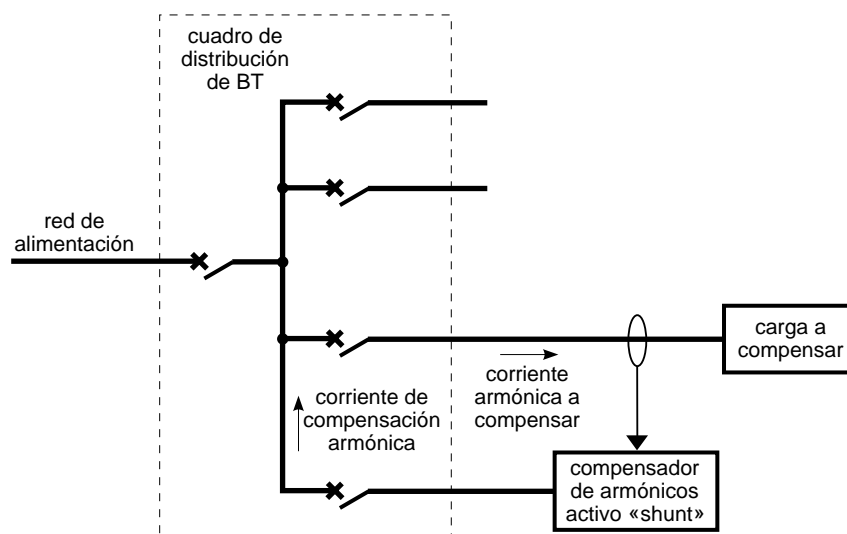 cuadro de
distribución
de BT
red de
alimentación
carga a
compensar
corriente de
compensación
armónica
corriente
armónica a
compensar
compensador
de armónicos
activo «shunt»